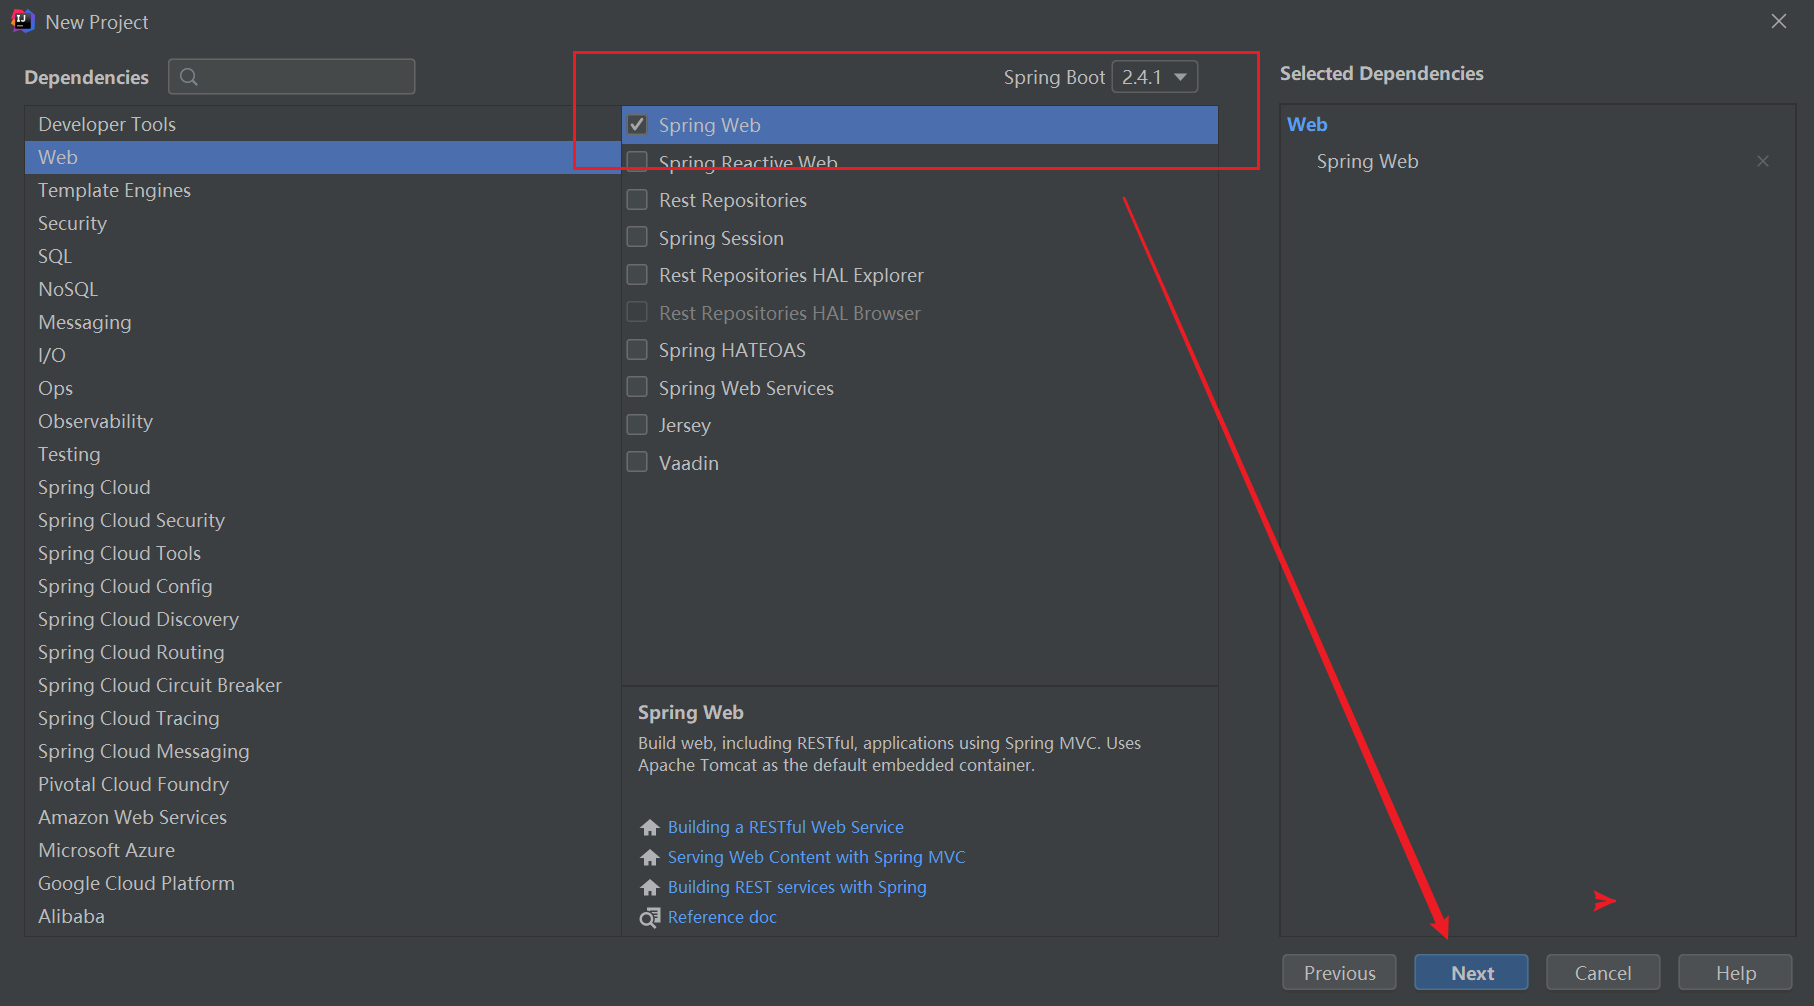 New Project
Dependencies
Spring Boot 2.4.1
Selected Dependencies
Developer Tools
Web
Template Engines
Security
SQL
NoSQL
Messaging
I/O
Ops
Observability
Testing
Spring Cloud
Spring Cloud Security
Spring Cloud Tools
Spring Cloud Config
Spring Cloud Discovery
Spring Cloud Routing
Spring Cloud Circuit Breaker
Spring Cloud Tracing
Spring Cloud Messaging
Pivotal Cloud Foundry
Amazon Web Services
Microsoft Azure
Google Cloud Platform
Alibaba
Spring Web
Spring Reactive Web
Rest Repositories
Spring Session
Rest Repositories HAL Explorer
Rest Repositories HAL Browser
Spring HATEOAS
Spring Web Services
Jersey
Vaadin
Spring Web
Build web, including RESTful, applications using Spring MVC. Uses
Apache Tomcat as the default embedded container.
Building a RESTful Web Service
Serving Web Content with Spring MVC
Building REST services with Spring
Reference doc
Web
Spring Web
Previous
Next
Cancel
Help